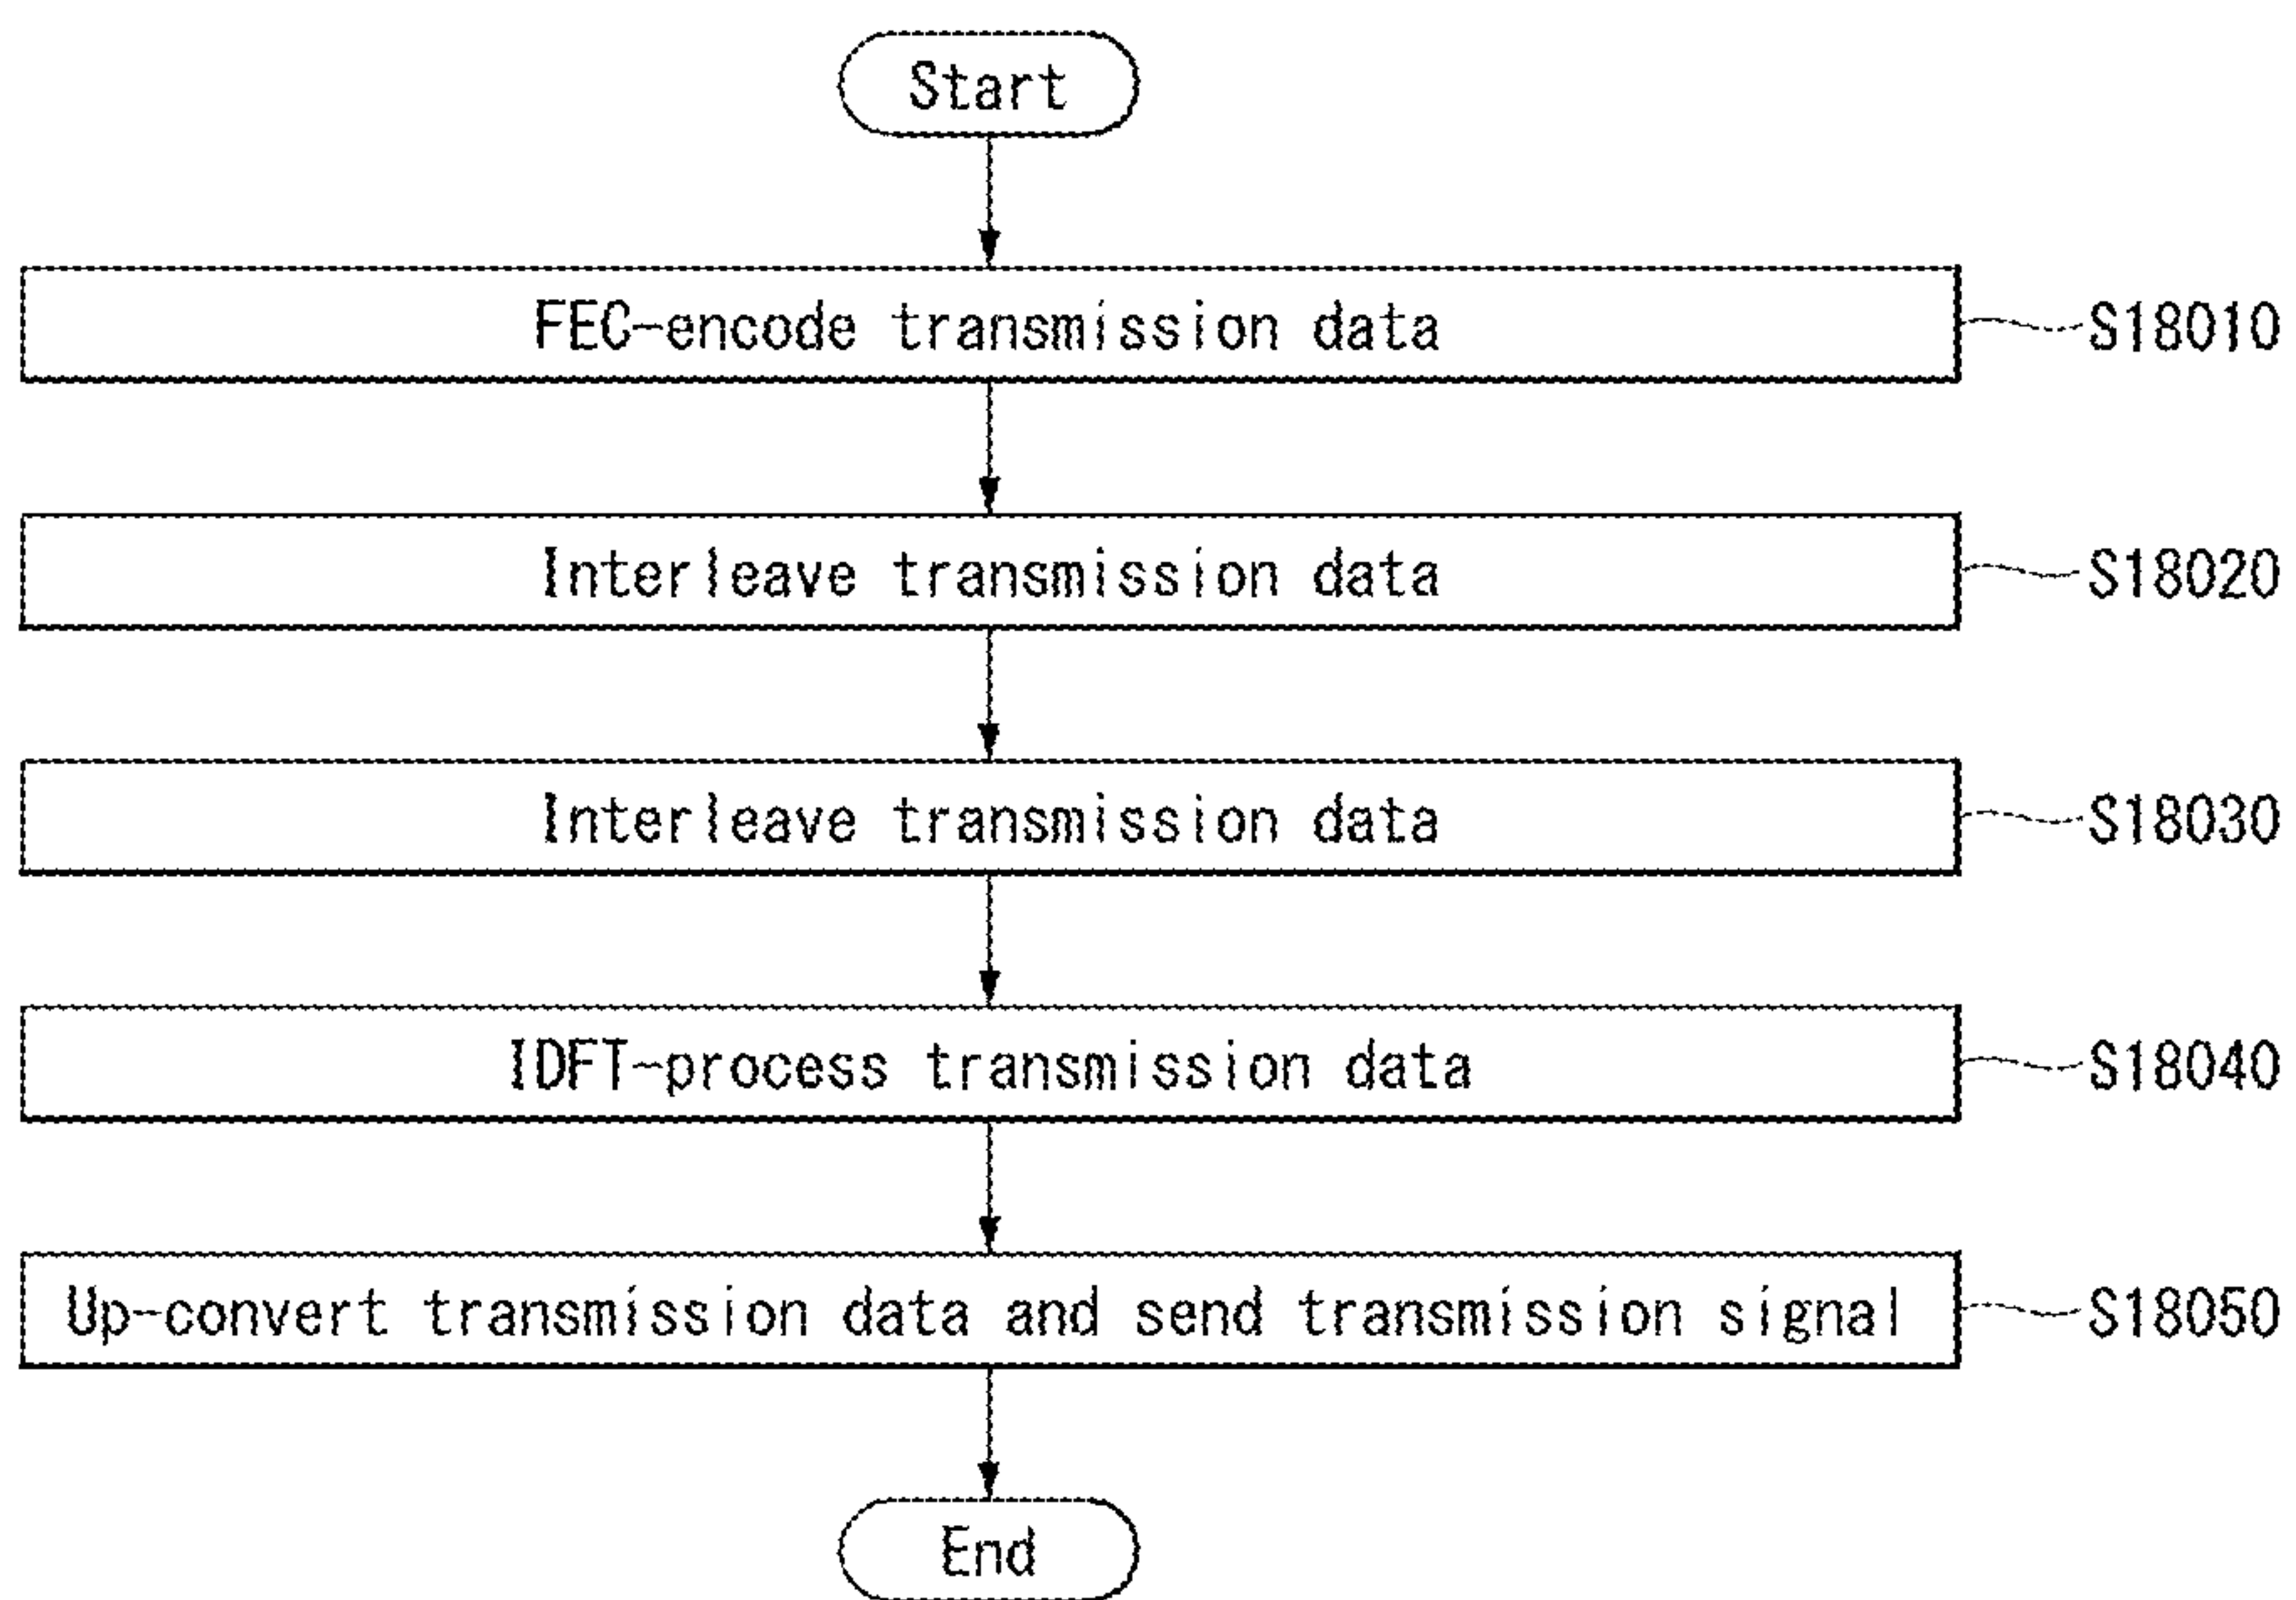 Start
FEC-encode transmission data
S18010
Interleave transmission data
S18020
Interleave transmission data
S18030
IDFT-process transmission data
S18040
Up-convert transmission data and send transmission signal
S18050
End